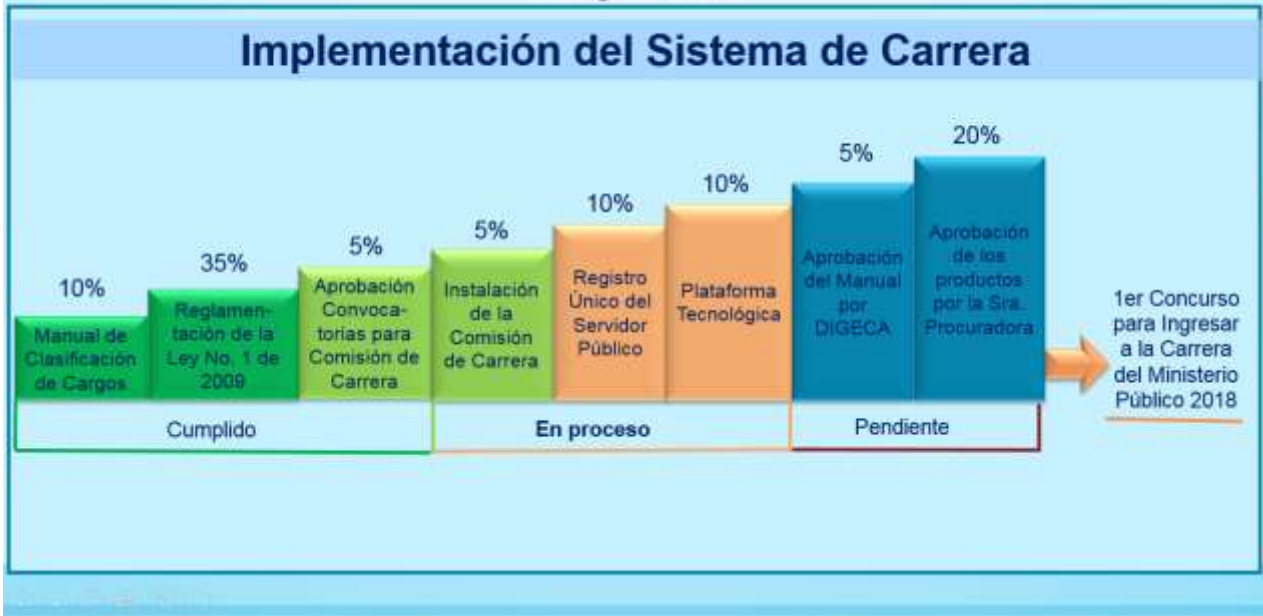 Implementación del Sistema de Carrera
10%
Manual de
Clasificación
de Cargos
35%
Reglamen-
tación de la
Ley No. 1 de
2009
5%
Aprobación
Convoca-
torias para
Comisión de
Carrera
5%
Instalación
de la
Comisión
de Carrera
10%
Registro
Único del
Servidor
Público
10%
Plataforma
Tecnológica
5%
Aprobación
del Manual
por
DIGECA
20%
Aprobación
de los
productos
por la Sra.
Procuradora
1er Concurso
para Ingresar
a la Carrera
del Ministerio
Público 2018
Cumplido
En proceso
Pendiente